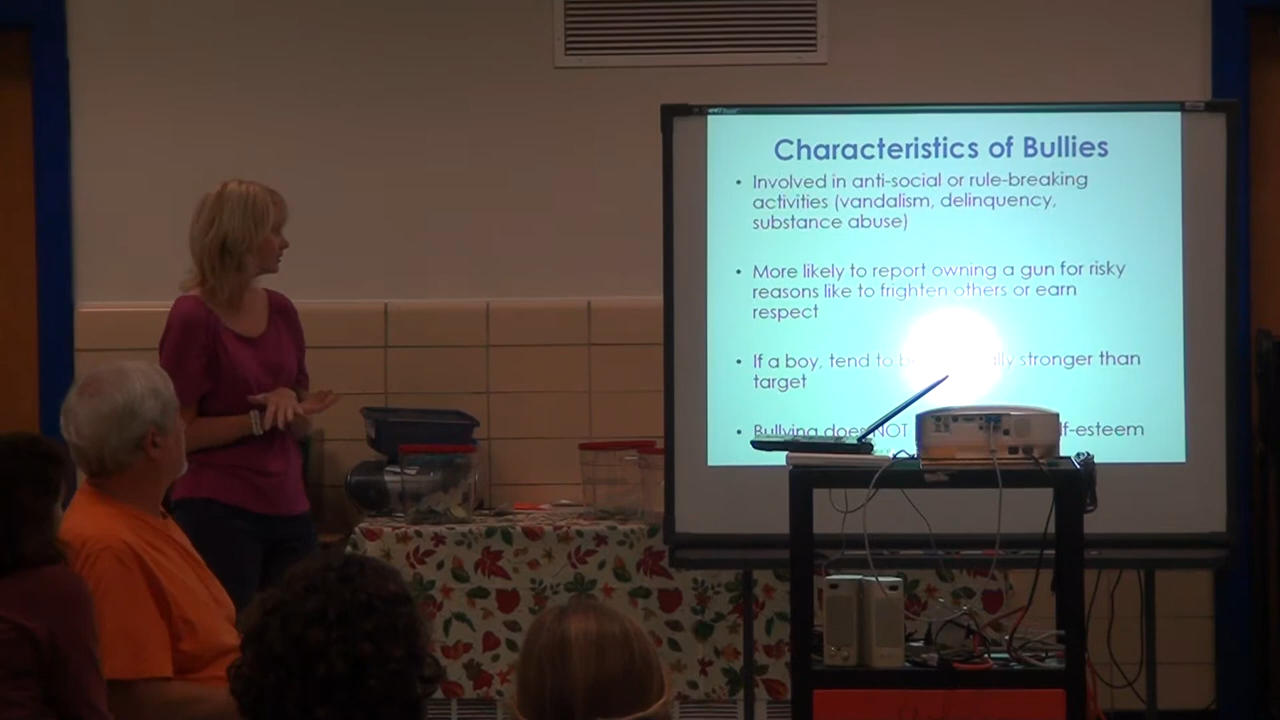 Characteristics of Bullies
• Involved in anti-social or rule-breaking
activities (vandalism, delinquency,
substance abuse)
• More likely to report owning a gun for risky
reasons like to frighten others or earn
respect
• If a boy, tend to stronger than
target
• Bullying does NOT